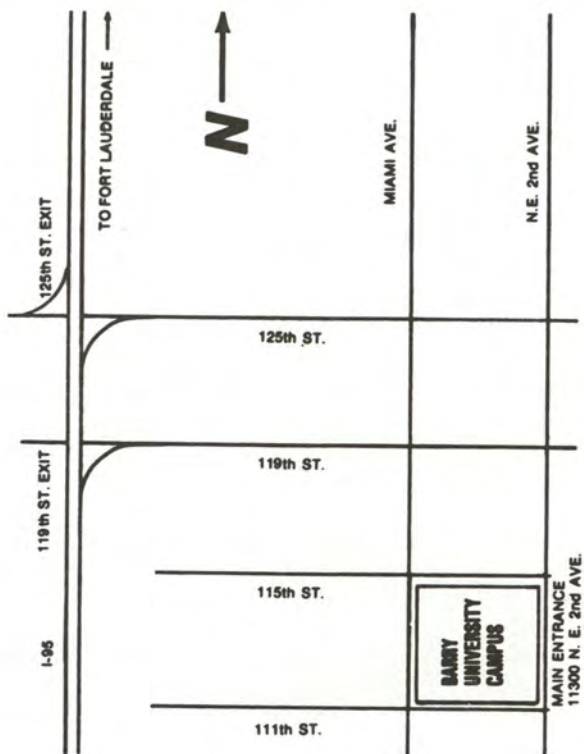 125th ST. EXIT
TO FORT LAUDERDALE
N
MIAMI AVE.
N.E. 2nd AVE.
125th ST.
119th ST. EXIT
119th ST.
I-95
115th ST.
BARRY
UNIVERSITY
CAMPUS
MAIN ENTRANCE
11300 N. E. 2nd AVE.
111th ST.